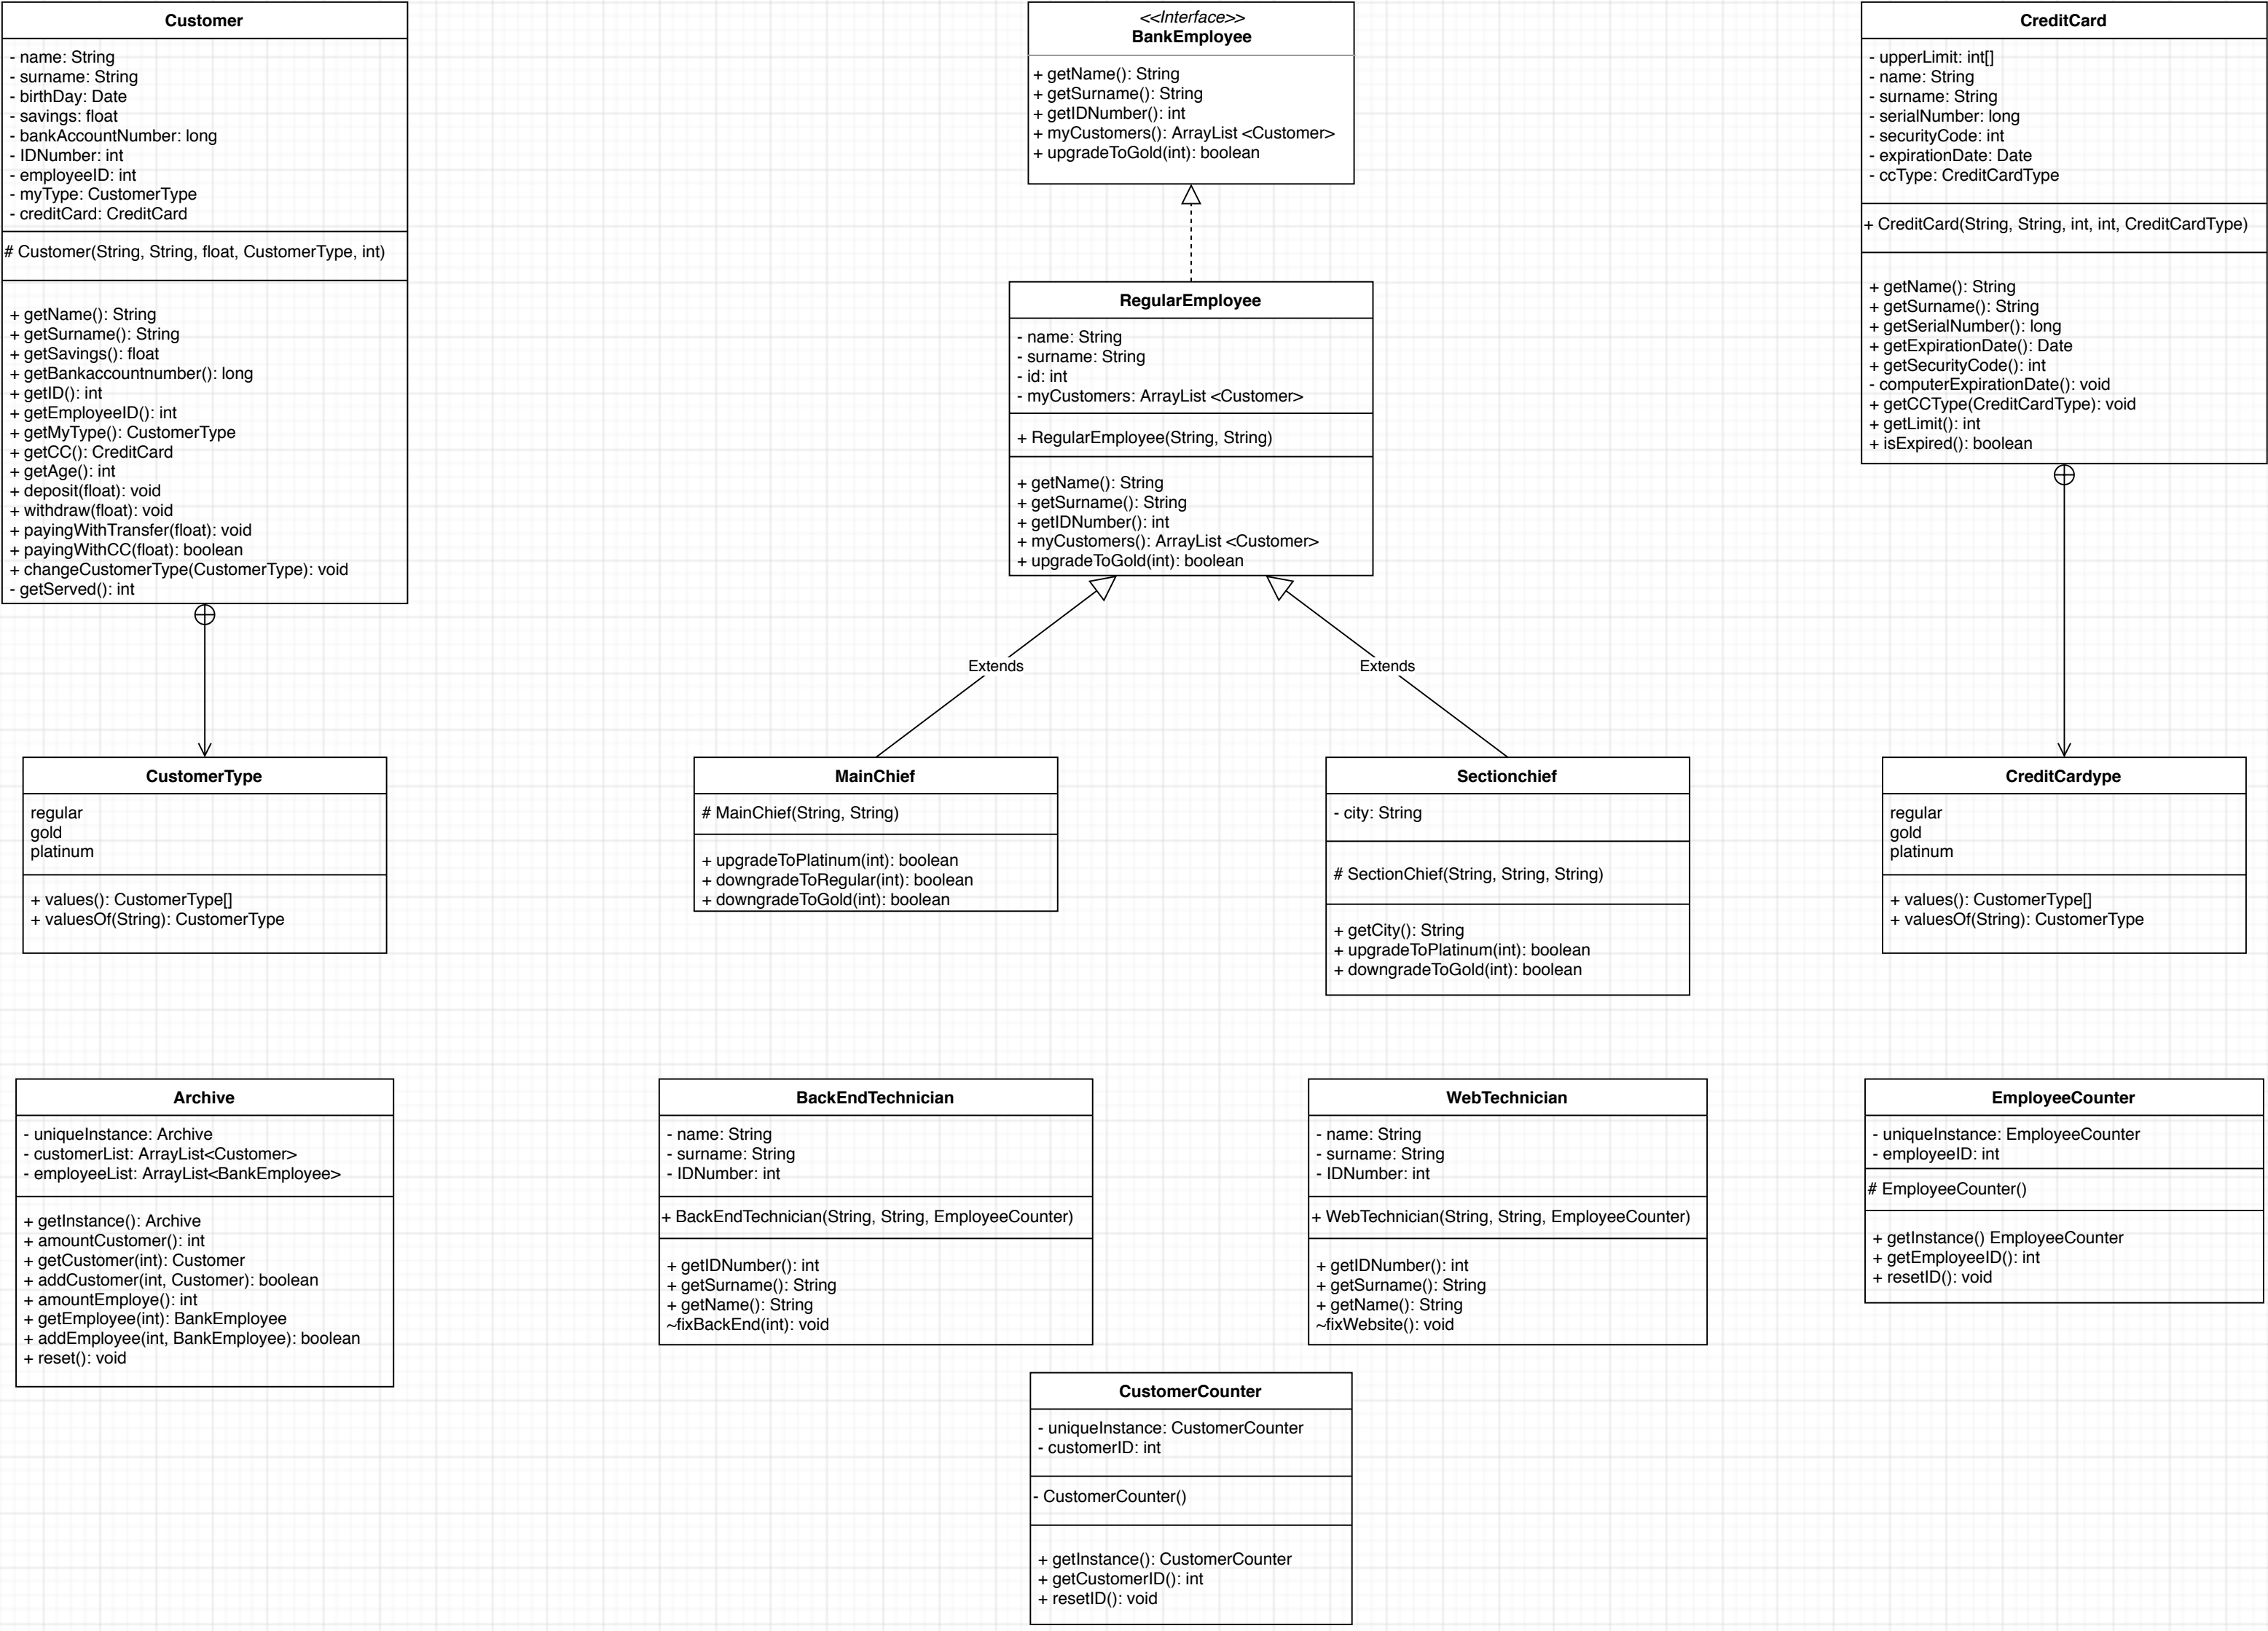 Customer
- name: String
- surname: String
- birthDay: Date
- savings: float
- bankAccountNumber: long
- IDNumber: int
- employeeID: int
- myType: CustomerType
- creditCard: CreditCard
# Customer(String, String, float, CustomerType, int)
+ getName(): String
+ getSurname(): String
+ getSavings(): float
+ getBankaccountnumber(): long
+ getID(): int
+ getEmployeeID(): int
+ getMyType(): CustomerType
+ getCC(): CreditCard
+ getAge(): int
+ deposit(float): void
+ withdraw(float): void
+ payingWithTransfer(float): void
+ payingWithCC(float): boolean
+ changeCustomerType(CustomerType): void
- getServed(): int
<<Interface>>
BankEmployee
+ getName(): String
+ getSurname(): String
+ getIDNumber(): int
+ myCustomers(): ArrayList <Customer>
+ upgradeToGold(int): boolean
RegularEmployee
- name: String
- surname: String
- id: int
- myCustomers: ArrayList <Customer>
+ RegularEmployee(String, String)
+ getName(): String
+ getSurname(): String
+ getIDNumber(): int
+ myCustomers(): ArrayList <Customer>
+ upgradeToGold(int): boolean
CreditCard
- upperLimit: int[]
- name: String
- surname: String
- serialNumber: long
- securityCode: int
- expirationDate: Date
- ccType: CreditCardType
+ CreditCard(String, String, int, int, CreditCardType)
+ getName(): String
+ getSurname(): String
+ getSerialNumber(): long
+ getExpirationDate(): Date
+ getSecurityCode(): int
- computerExpirationDate(): void
+ getCCType(CreditCardType): void
+ getLimit(): int
+ isExpired(): boolean
Extends
Extends
CustomerType
regular
gold
platinum
+ values(): CustomerType[]
+ valuesOf(String): CustomerType
MainChief
# MainChief(String, String)
+ upgradeToPlatinum(int): boolean
+ downgradeToRegular(int): boolean
+ downgradeToGold(int): boolean
Sectionchief
- city: String
# SectionChief(String, String, String)
+ getCity(): String
+ upgradeToPlatinum(int): boolean
+ downgradeToGold(int): boolean
CreditCardype
regular
gold
platinum
+ values(): CustomerType[]
+ valuesOf(String): CustomerType
Archive
- uniqueInstance: Archive
- customerList: ArrayList<Customer>
- employeeList: ArrayList<BankEmployee>
+ getInstance(): Archive
+ amountCustomer(): int
+ getCustomer(int): Customer
+ addCustomer(int, Customer): boolean
+ amountEmploye(): int
+ getEmployee(int): BankEmployee
+ addEmployee(int, BankEmployee): boolean
+ reset(): void
BackEndTechnician
- name: String
- surname: String
- IDNumber: int
+ BackEndTechnician(String, String, EmployeeCounter)
+ getIDNumber(): int
+ getSurname(): String
+ getName(): String
~fixBackEnd(int): void
WebTechnician
- name: String
- surname: String
- IDNumber: int
+ WebTechnician(String, String, EmployeeCounter)
+ getIDNumber(): int
+ getSurname(): String
+ getName(): String
~fixWebsite(): void
EmployeeCounter
- uniqueInstance: EmployeeCounter
- employeeID: int
# EmployeeCounter()
+ getInstance() EmployeeCounter
+ getEmployeeID(): int
+ resetID(): void
CustomerCounter
- uniqueInstance: CustomerCounter
- customerID: int
- CustomerCounter()
+ getInstance(): CustomerCounter
+ getCustomerID(): int
+ resetID(): void